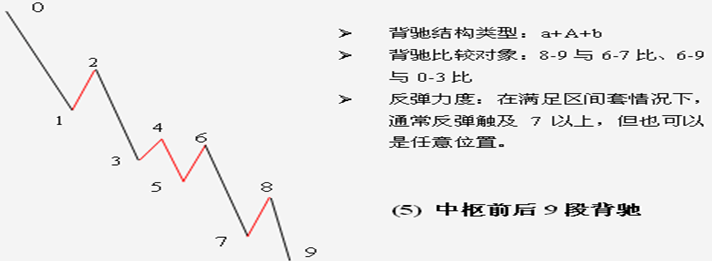 0
2
1
4
6
3
5
8
7
9
➢ 背驰结构类型：a+A+b
➢ 背驰比较对象：8-9 与 6-7 比、6-9
与 0-3 比
➢ 反弹力度：在满足区间套情况下，
通常反弹触及 7 以上，但也可以
是任意位置。
(5) 中枢前后 9 段背驰